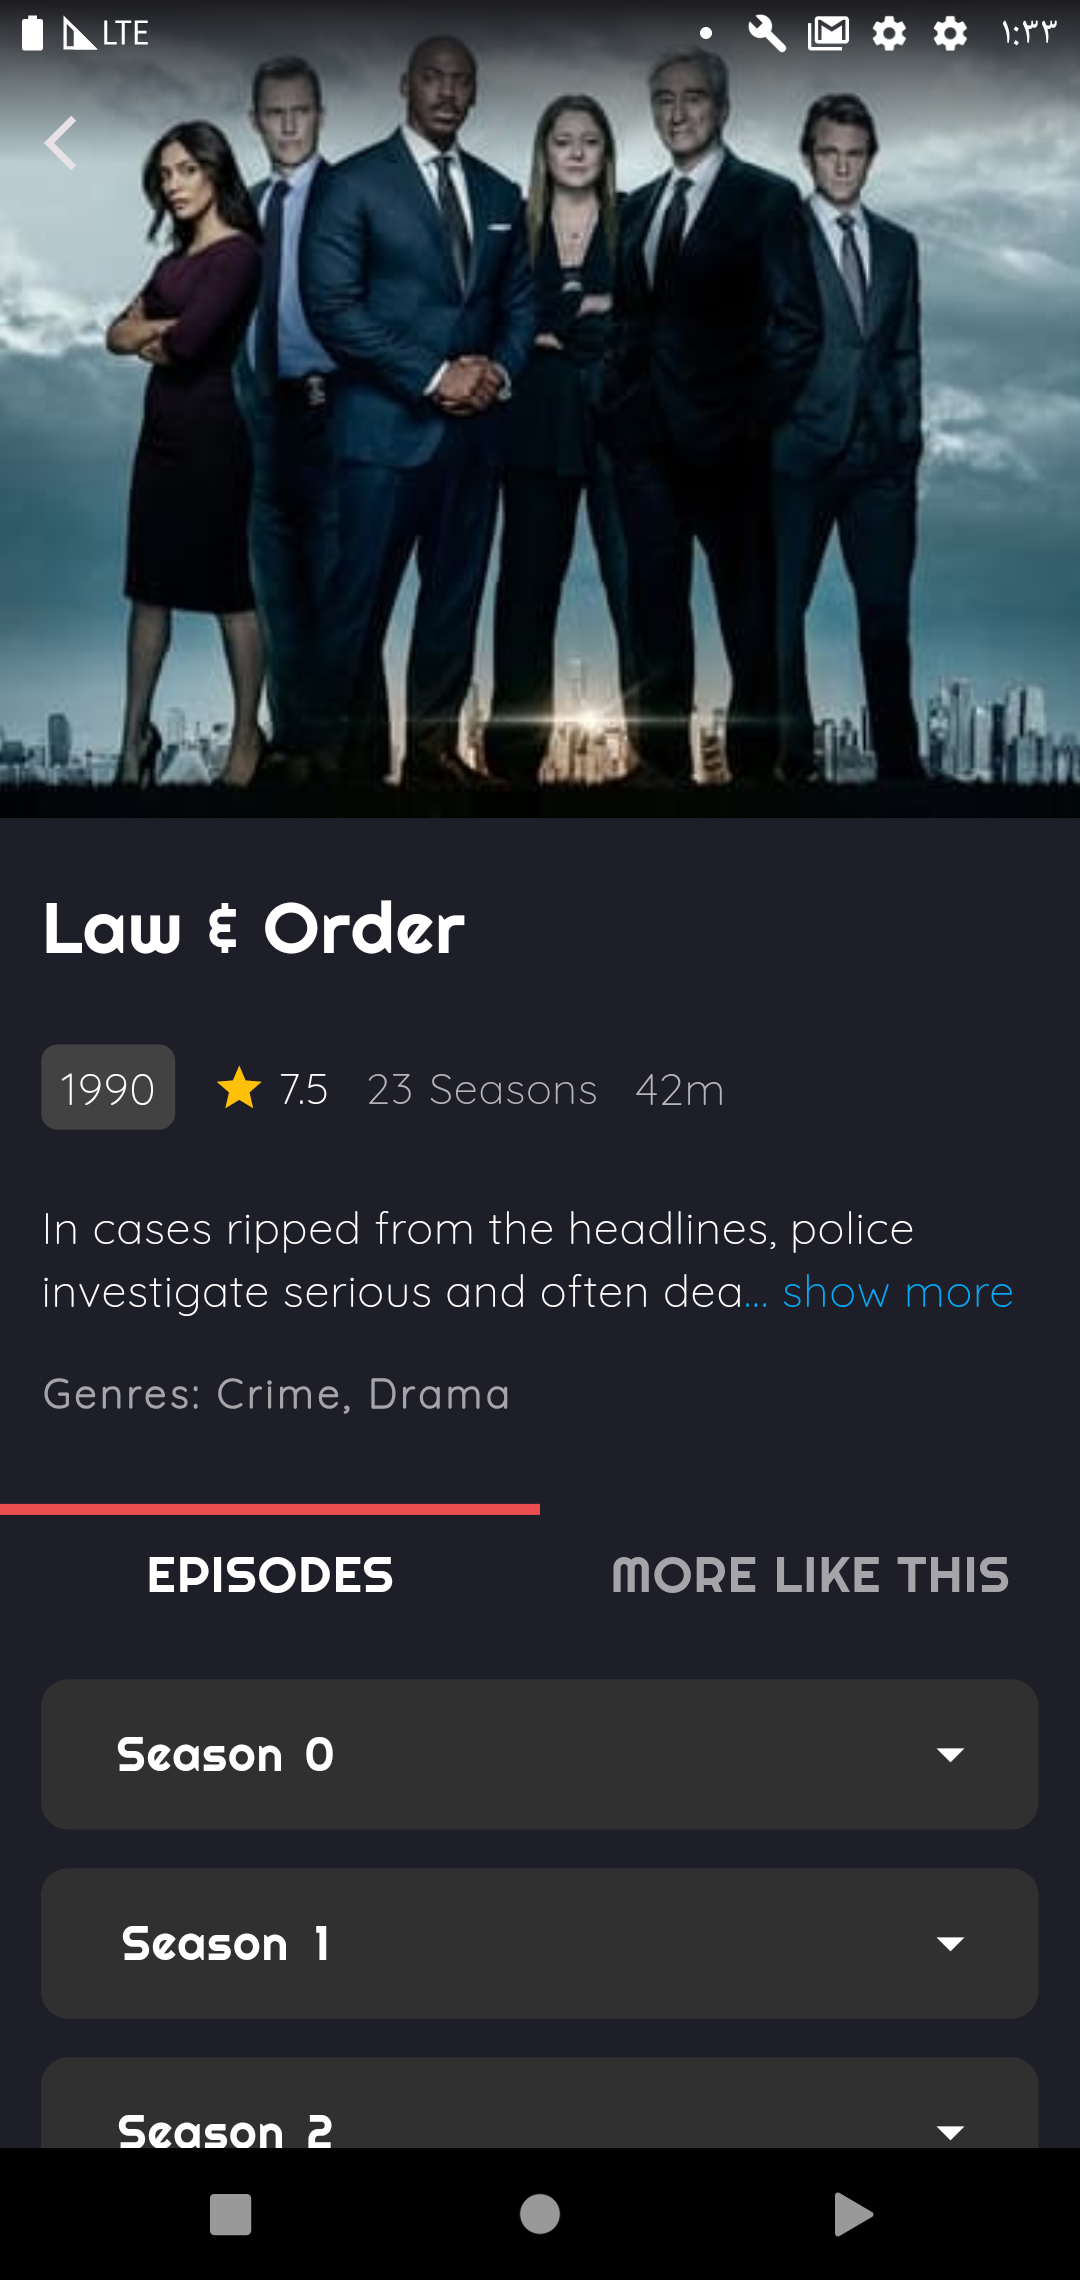 LTE
۱:۳۳
Law & Order
1990 7.5 23 Seasons 42m
In cases ripped from the headlines, police
investigate serious and often dea... show more
Genres: Crime, Drama
EPISODES MORE LIKE THIS
Season 0
Season 1
Season 2